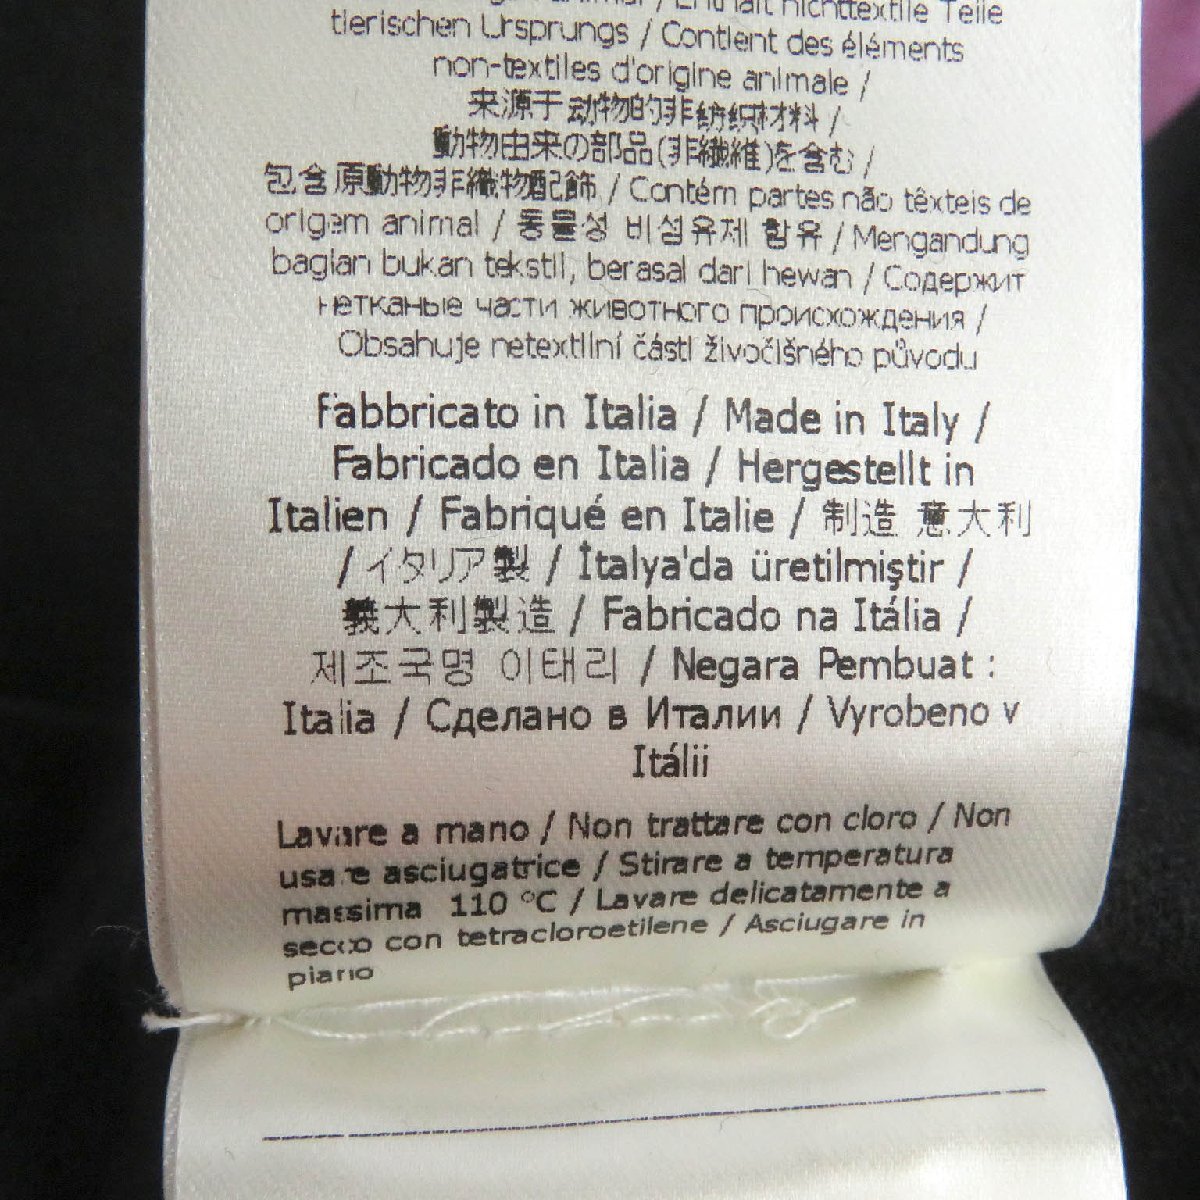 animal / Enthält nichttextile Teile
tierischen Ursprungs / Contient des éléments
non-textiles d'origine animale /
来源于动物的非纺织材料 /
動物由来の部品(非繊維)を含む /
包含原動物非織物配飾 / Contém partes não têxteis de
origem animal / 동물성 비섬유제 함유 / Mengandung
bagian bukan tekstil, berasal dari hewan / Содержит
нетканые части животного происхождения /
Obsahuje netextilní části živočišného původu
Fabbricato in Italia / Made in Italy /
Fabricado en Italia / Hergestellt in
Italien / Fabriqué en Italie / 制造 意大利
/ イタリア製 / İtalya'da üretilmiştir /
義大利製造 / Fabricado na Itália /
제조국명 이태리 / Negara Pembuat :
Italia / Сделано в Италии / Vyrobeno v
Itálii
Lavare a mano / Non trattare con cloro / Non
usare asciugatrice / Stirare a temperatura
massima 110 °C / Lavare delicatamente a
secco con tetracloroetilene / Asciugare in
piano